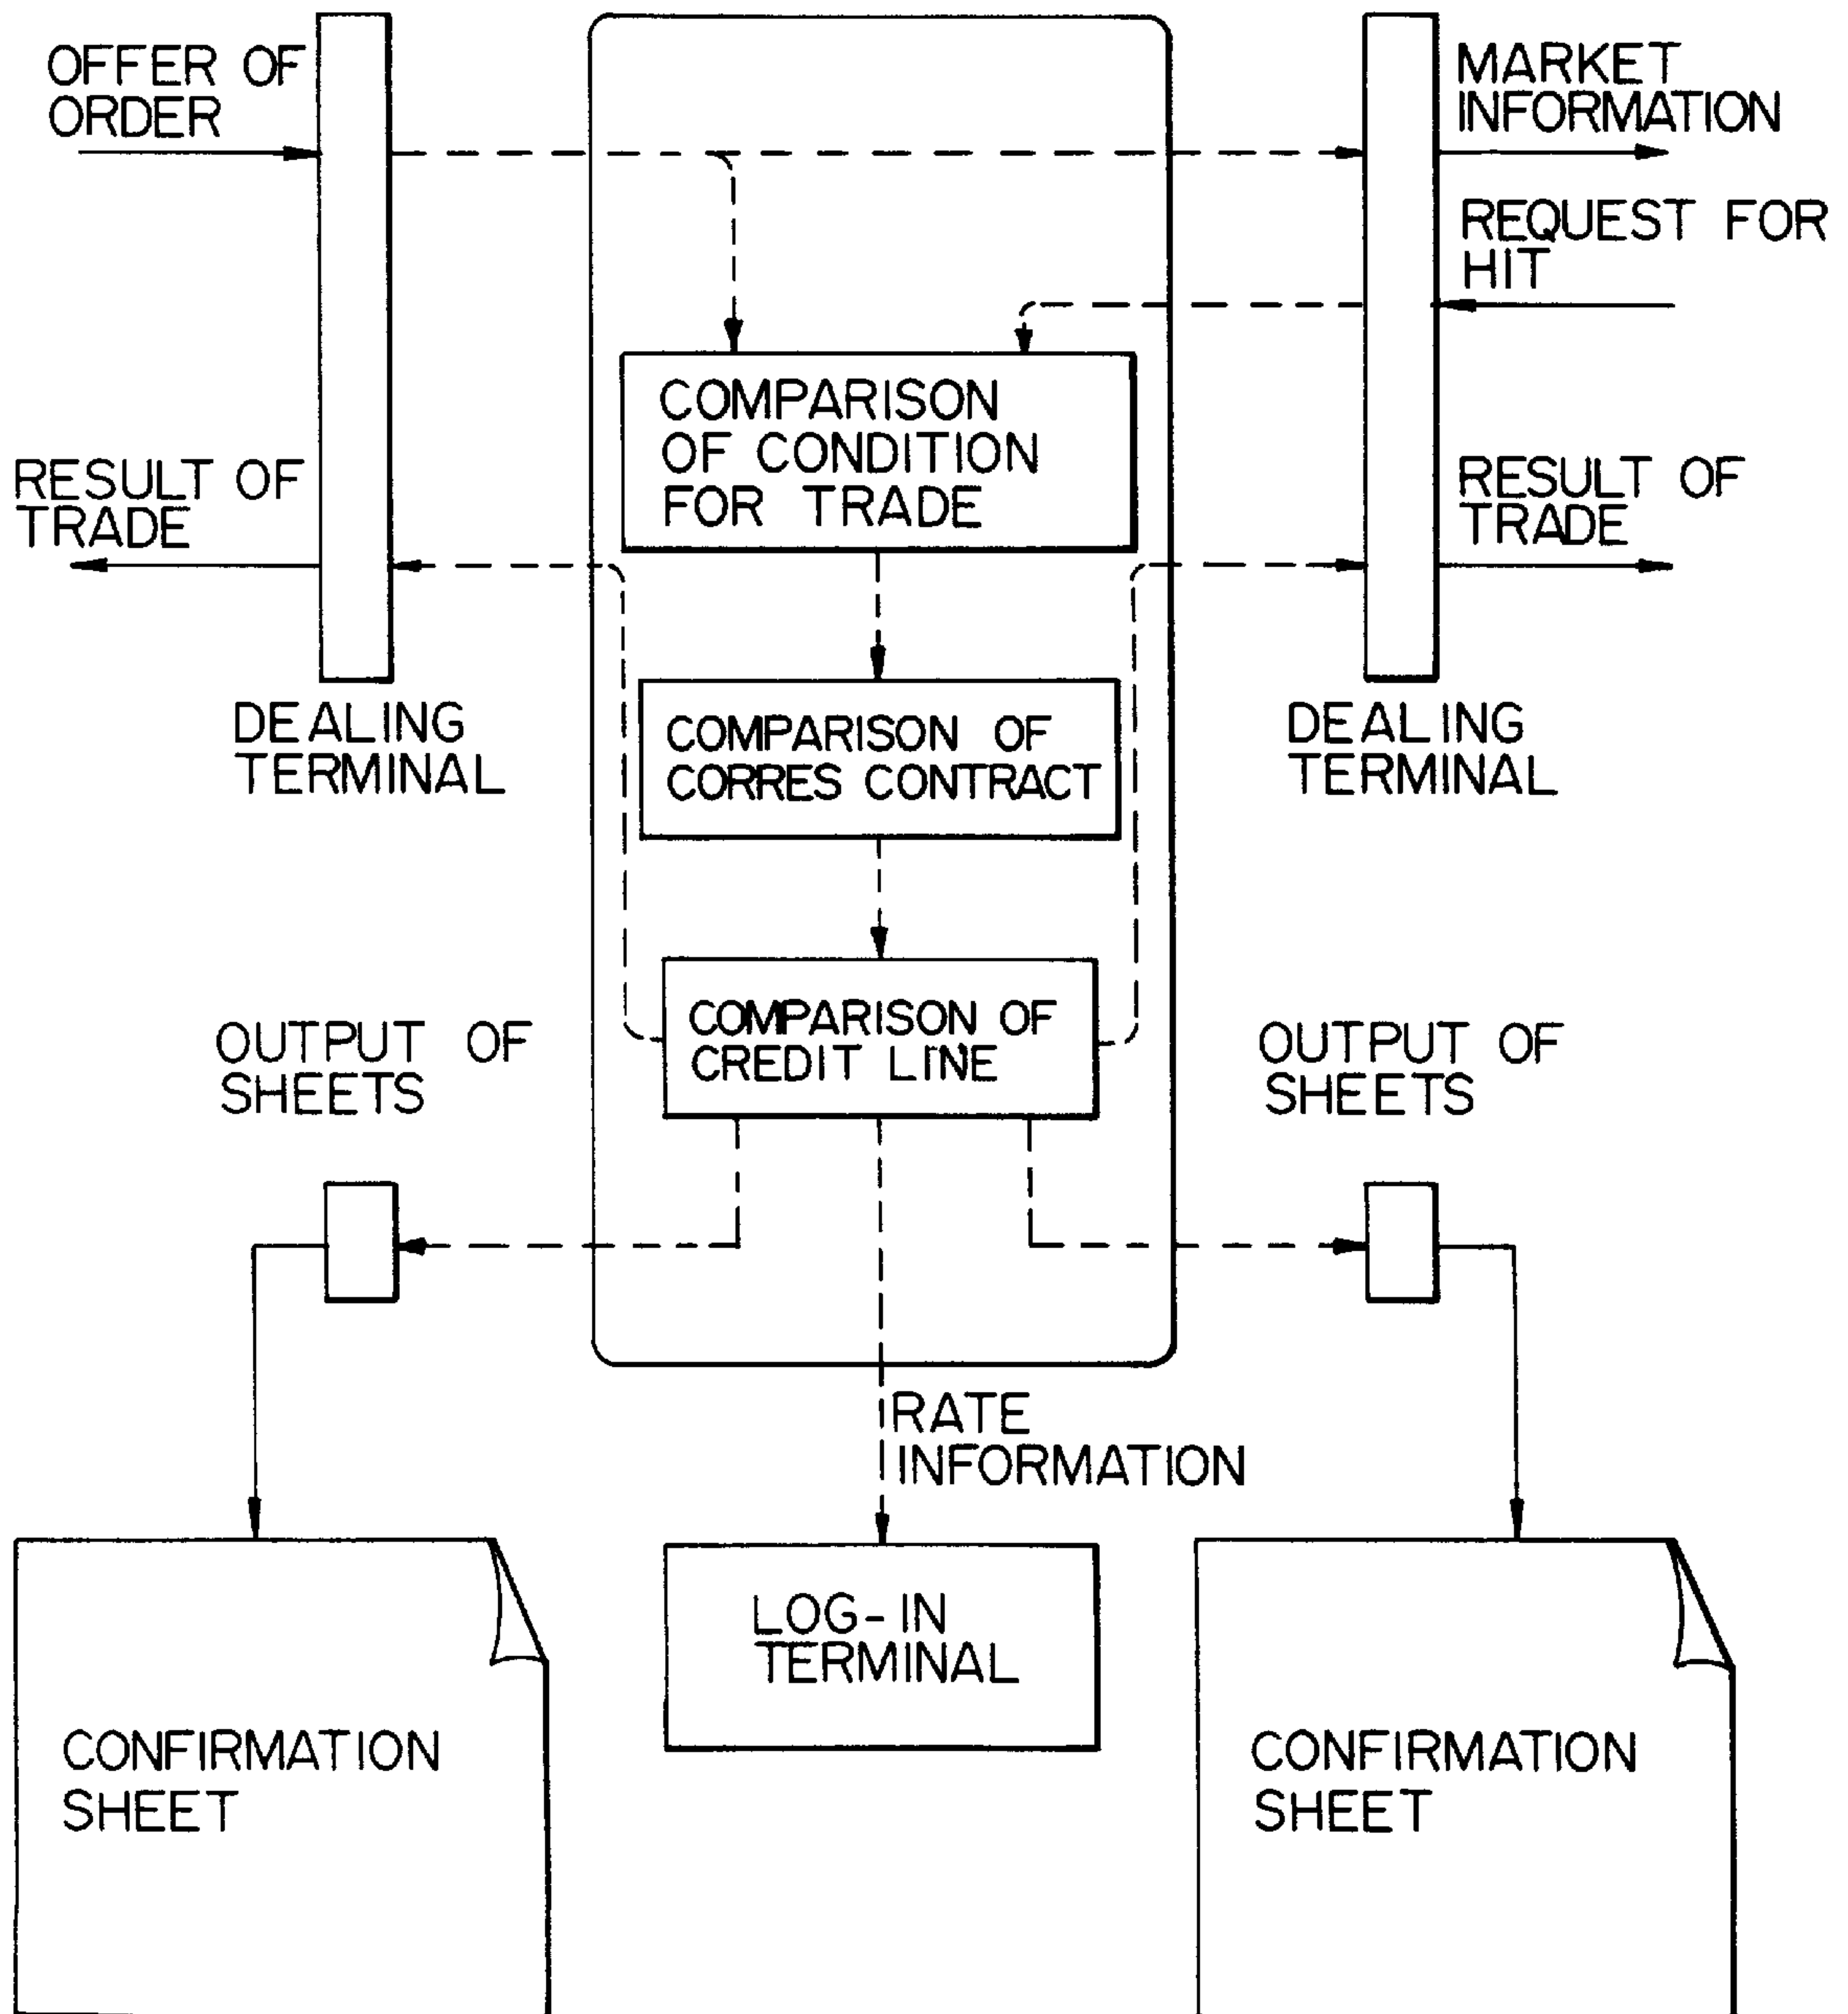 OFFER OF
ORDER
MARKET
INFORMATION
REQUEST FOR
HIT
COMPARISON
OF CONDITION
FOR TRADE
RESULT OF
TRADE
RESULT OF
TRADE
DEALING
TERMINAL
COMPARISON OF
CORRES CONTRACT
DEALING
TERMINAL
OUTPUT OF
SHEETS
COMPARISON OF
CREDIT LINE
OUTPUT OF
SHEETS
RATE
INFORMATION
LOG-IN
TERMINAL
CONFIRMATION
SHEET
CONFIRMATION
SHEET